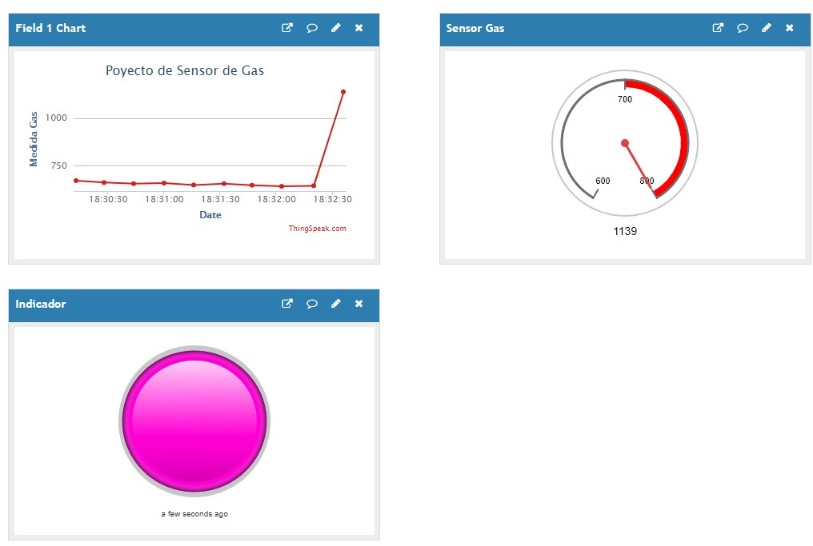 Field 1 Chart
Poyecto de Sensor de Gas
Medida Gas
1000
750
18:30:30 18:31:00 18:31:30 18:32:00 18:32:30
Date
ThingSpeak.com
Sensor Gas
700
600 800
1139
Indicador
a few seconds ago